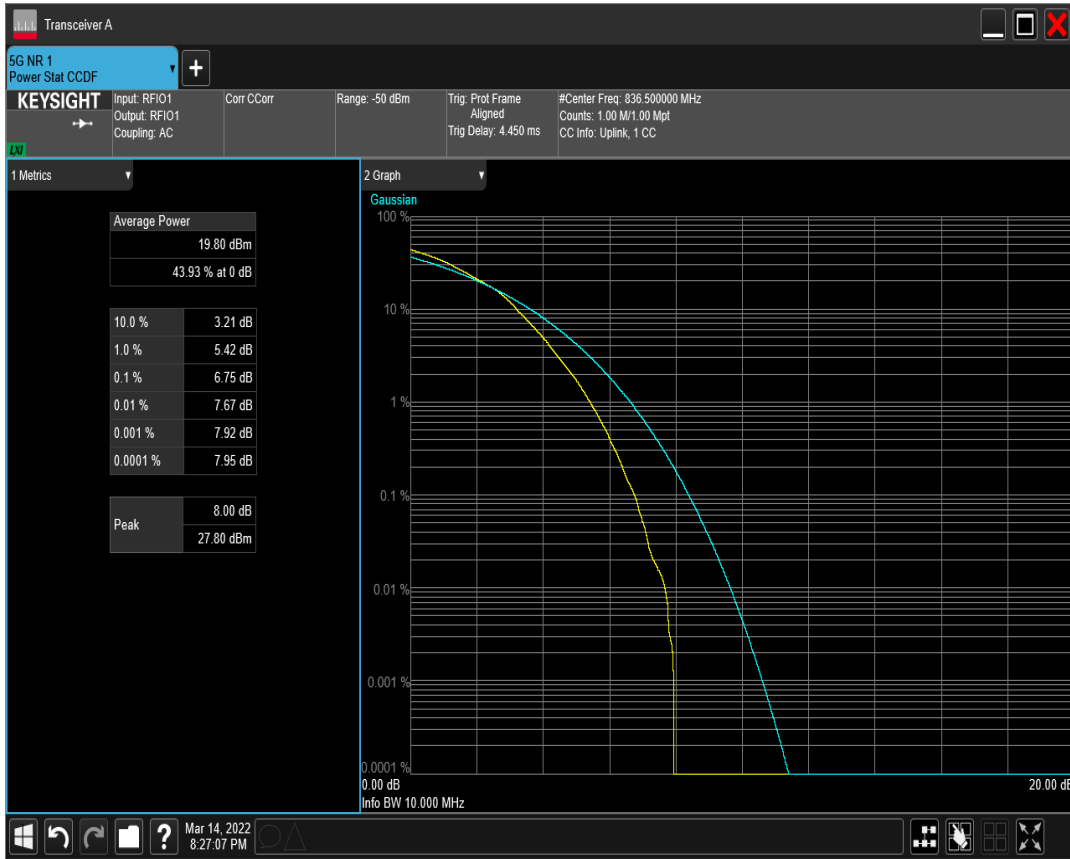 Transceiver A
5G NR 1
Power Stat CCDF
+
KEYSIGHT
LXI
Input: RFIO1
Output: RFIO1
Coupling: AC
Corr CCorr
Range: -50 dBm
Trig: Prot Frame
Aligned
Trig Delay: 4.450 ms
#Center Freq: 836.500000 MHz
Counts: 1.00 M/1.00 Mpt
CC Info: Uplink, 1 CC
1 Metrics
Average Power
19.80 dBm
43.93 % at 0 dB
10.0 % 3.21 dB
1.0 % 5.42 dB
0.1 % 6.75 dB
0.01 % 7.67 dB
0.001 % 7.92 dB
0.0001 % 7.95 dB
Peak
8.00 dB
27.80 dBm
2 Graph
Gaussian
100 %
10 %
1 %
0.1 %
0.01 %
0.001 %
0.0001 %
0.00 dB 20.00 dB
Info BW 10.000 MHz
?
Mar 14, 2022
8:27:07 PM